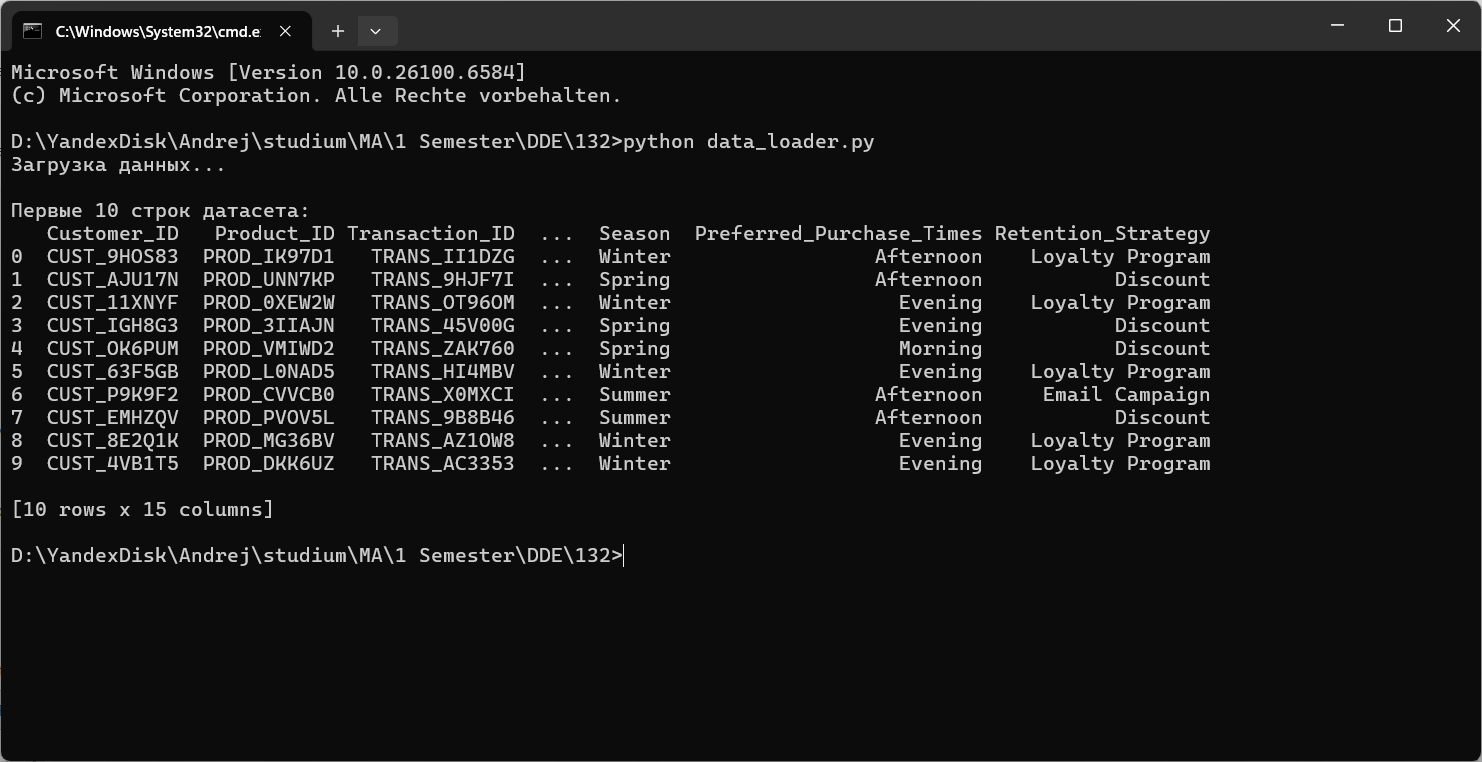 C:\Windows\System32\cmd.e
Microsoft Windows [Version 10.0.26100.6584]
(c) Microsoft Corporation. Alle Rechte vorbehalten.
D:\YandexDisk\Andrej\studium\MA\1 Semester\DDE\132>python data_loader.py
Загрузка данных...
Первые 10 строк датасета:
Customer_ID Product_ID Transaction_ID ... Season Preferred_Purchase_Times Retention_Strategy
0 CUST_9HOS83 PROD_IK97D1 TRANS_II1DZG ... Winter Afternoon Loyalty Program
1 CUST_AJU17N PROD_UNN7KP TRANS_9HJF7I ... Spring Afternoon Discount
2 CUST_11XNYF PROD_0XEW2W TRANS_OT96OM ... Winter Evening Loyalty Program
3 CUST_IGH8G3 PROD_3IIAJN TRANS_45V00G ... Spring Evening Discount
4 CUST_OK6PUM PROD_VMIWD2 TRANS_ZAK760 ... Spring Morning Discount
5 CUST_63F5GB PROD_L0NAD5 TRANS_HI4MBV ... Winter Evening Loyalty Program
6 CUST_P9K9F2 PROD_CVVCB0 TRANS_X0MXCI ... Summer Afternoon Email Campaign
7 CUST_EMHZQV PROD_PVOV5L TRANS_9B8B46 ... Summer Afternoon Discount
8 CUST_8E2Q1K PROD_MG36BV TRANS_AZ1OW8 ... Winter Evening Loyalty Program
9 CUST_4VB1T5 PROD_DKK6UZ TRANS_AC3353 ... Winter Evening Loyalty Program
[10 rows x 15 columns]
D:\YandexDisk\Andrej\studium\MA\1 Semester\DDE\132>